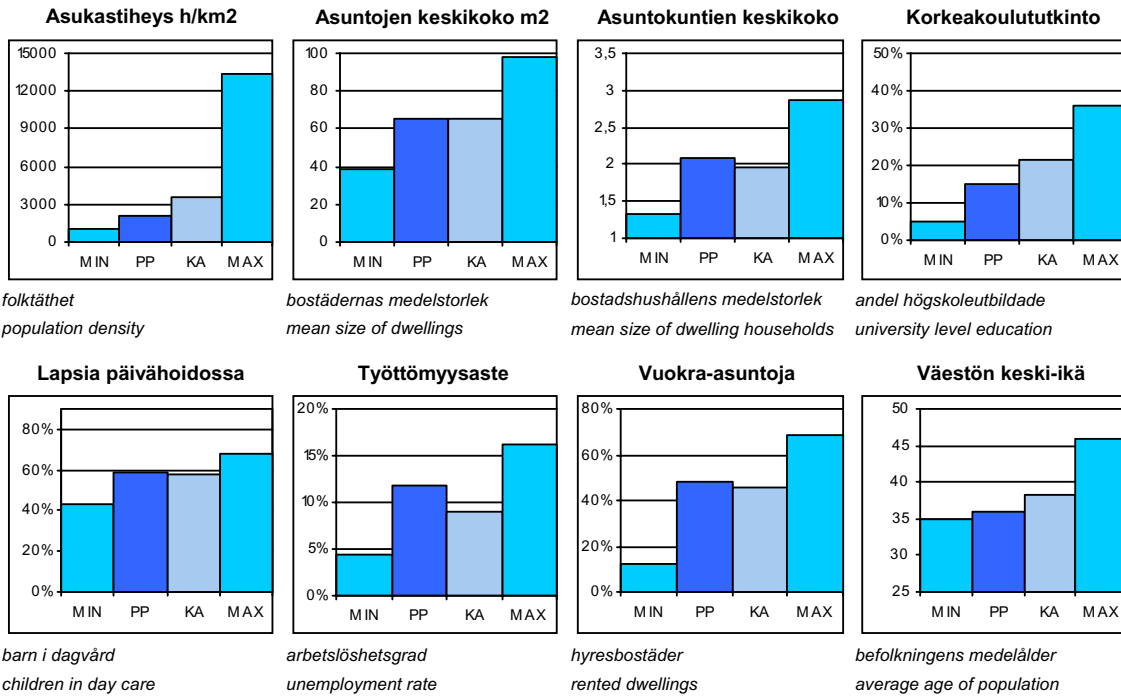 Asukastiheys h/km2
15000
12000
9000
6000
3000
0
MIN PP KA MAX
folktäthet
population density
Asuntojen keskikoko m2
100
80
60
40
20
0
MIN PP KA MAX
bostädernas medelstorlek
mean size of dwellings
Asuntokuntien keskikoko
3,5
3
2,5
2
1,5
1
MIN PP KA MAX
bostadshushållens medelstorlek
mean size of dwelling households
Korkeakoulututkinto
50%
40%
30%
20%
10%
0%
MIN PP KA MAX
andel högskoleutbildade
university level education
Lapsia päivähoidossa
80%
60%
40%
20%
0%
MIN PP KA MAX
barn i dagvård
children in day care
Työttömyysaste
20%
15%
10%
5%
0%
MIN PP KA MAX
arbetslöshetsgrad
unemployment rate
Vuokra-asuntoja
80%
60%
40%
20%
0%
MIN PP KA MAX
hyresbostäder
rented dwellings
Väestön keski-ikä
50
45
40
35
30
25
MIN PP KA MAX
befolkningens medelålder
average age of population